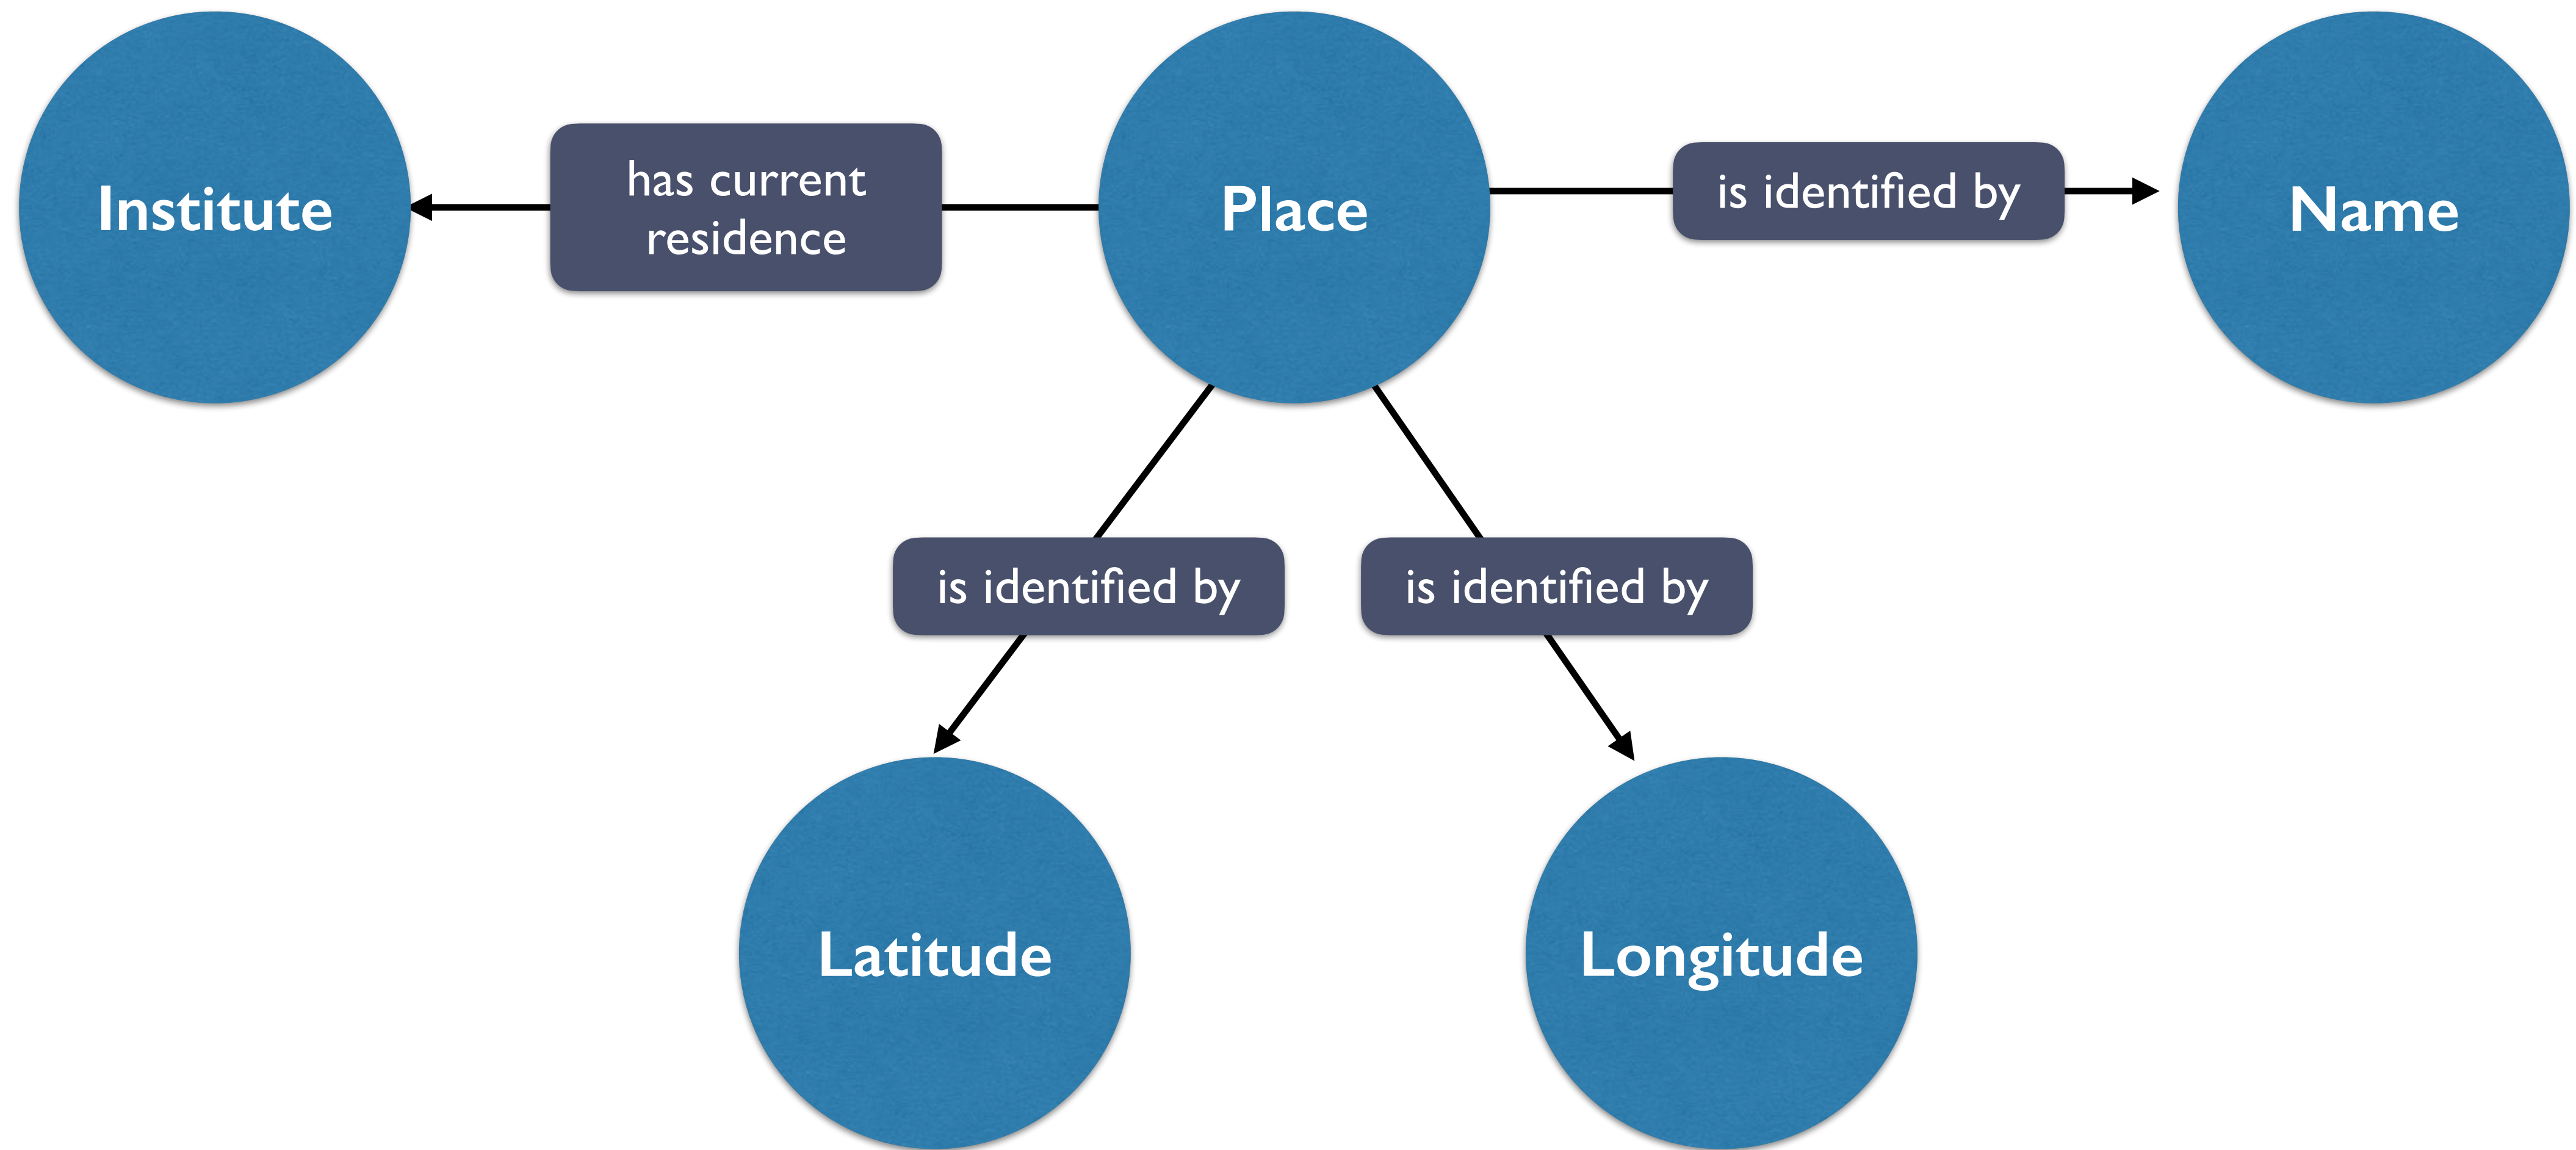 Institute
has current
residence
Place
is identified by
Name
is identified by
is identified by
Latitude
Longitude